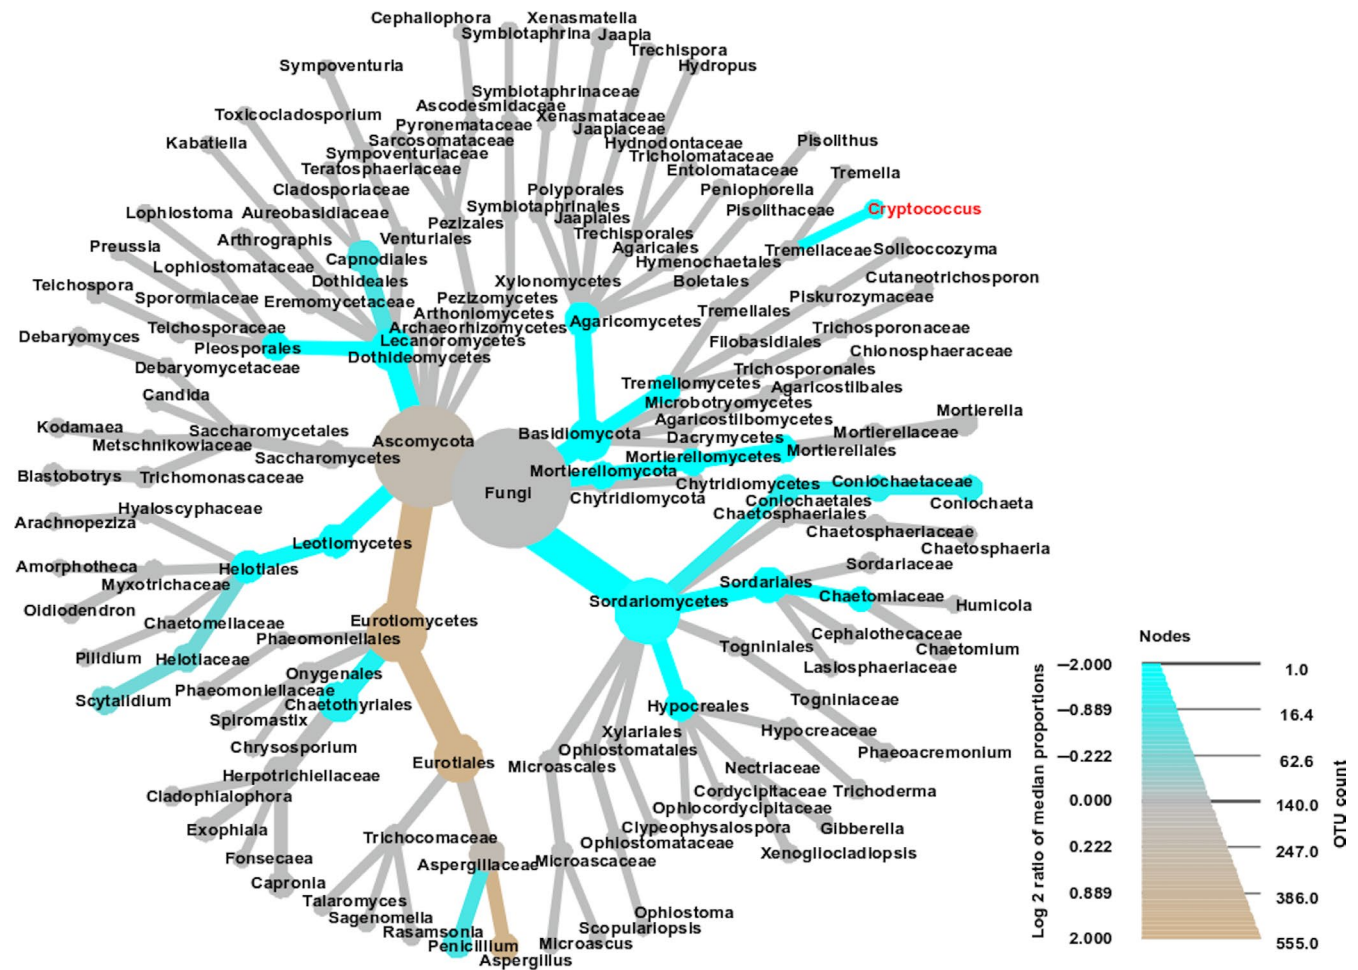 Cephaliophora
Xenasmatella
Symbiotaphrina
Jaapia
Trechispora
Hydropus
Sympoventuria
Symbiotaphrinaceae
Ascodesmidaceae
Toxicocladosporium
Xenasmataceae
Pyronemataceae
Jaapiaceae
Kabatiella
Sarcosomataceae
Hydnodontaceae
Pisolithus
Sympoventuriaceae
Tricholomataceae
Teratosphaeriaceae
Entolomataceae
Tremella
Cladosporiaceae
Polyporales
Peniophorella
Lophiostoma
Aureobasidiaceae
Symbiotaphrinales
Pisolithaceae
Cryptococcus
Pezizales
Jaapiales
Arthrographis
Venturiales
Trechisporales
Preussia
Agaricales
Tremellaceae
Solicoccozyma
Capnodiales
Hymenochaetales
Lophiostomataceae
Dothideales
Xylonomycetes
Boletales
Cutaneotrichosporon
Teichospora
Sporormiaceae
Eremomycetaceae
Pezizomycetes
Piskurozymaceae
Arthoniomycetes
Tremellales
Teichosporaceae
Archaeorhizomycetes
Agaricomycetes
Trichosporonaceae
Debaryomyces
Lecanoromycetes
Filobasidiales
Pleosporales
Dothideomycetes
Chionosphaeraceae
Debaryomycetaceae
Trichosporonales
Tremellomycetes
Agaricostilbales
Candida
Microbotryomycetes
Mortierella
Agaricostilbomycetes
Kodamaea
Saccharomycetales
Ascomycota
Basidiomycota
Dacrymycetes
Mortierellaceae
Metschnikowiaceae
Saccharomycetes
Mortierellomycetes
Mortierellales
Blastobotrys
Trichomonascaceae
Mortierellomycota
Fungi
Chytridiomycota
Chytridiomycetes
Coniochaetaceae
Coniochaetales
Coniochaeta
Hyaloscyphaceae
Chaetosphaeriales
Arachnopeziza
Chaetosphaeriaceae
Leotiomycetes
Chaetosphaeria
Amorphotheca
Helotiales
Sordariaceae
Myxotrichaceae
Sordariales
Oidiodendron
Sordariomycetes
Chaetomiaceae
Humicola
Chaetomellaceae
Eurotiomycetes
Phaeomoniellales
Cephalothecaceae
Nodes
Pilidium
Helotiaceae
Togniniales
Chaetomium
Onygenales
Lasiosphaeriaceae
−2.000
1.0
Scytalidium
Phaeomoniellaceae
Chaetothyriales
Hypocreales
Togniniaceae
−0.889
16.4
Spiromastix
Xylariales
Hypocreaceae
Chrysosporium
Ophiostomatales
Phaeoacremonium
−0.222
62.6
Eurotiales
Microascales
Nectriaceae
Herpotrichiellaceae
Cordycipitaceae
Trichoderma
Cladophialophora
Ophiocordycipitaceae
0.000
140.0
Exophiala
Trichocomaceae
Clypeophysalospora
Gibberella
Ophiostomataceae
0.222
247.0
Fonsecaea
Aspergillaceae
Microascaceae
Xenogliocladiopsis
Capronia
0.889
386.0
Talaromyces
Sagenomella
Ophiostoma
Rasamsonia
Scopulariopsis
2.000
555.0
Penicillium
Microascus
Aspergillus
Log 2 ratio of median proportions
OTU count